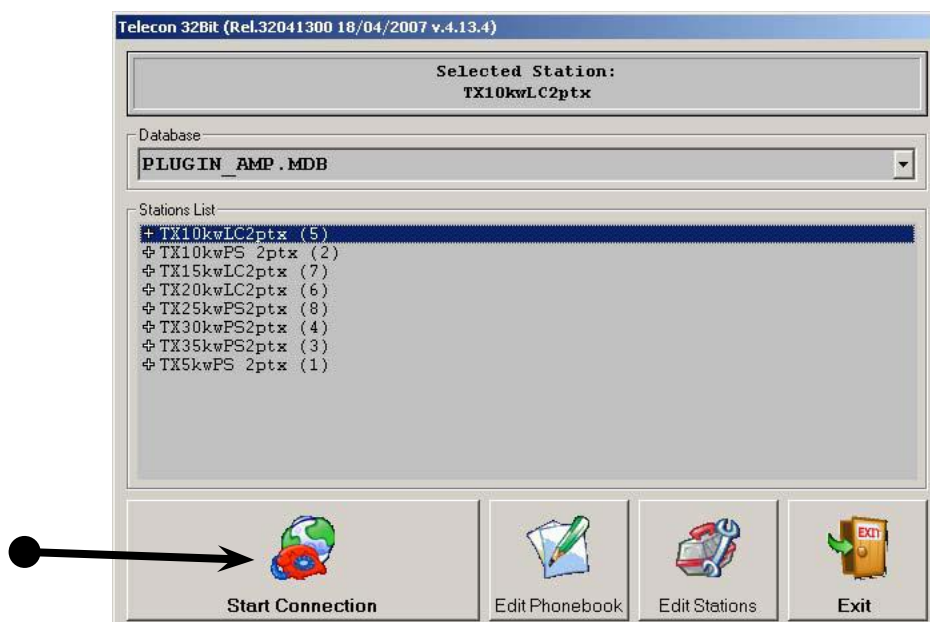 Telecon 32Bit (Rel.32041300 18/04/2007 v.4.13.4)
Selected Station:
TX10kwLC2ptx
Database
PLUGIN_AMP.MDB
Stations List
TX10kwLC2ptx (5)
TX10kwPS 2ptx (2)
TX15kwLC2ptx (7)
TX20kwLC2ptx (6)
TX25kwPS2ptx (8)
TX30kwPS2ptx (4)
TX35kwPS2ptx (3)
TX5kwPS 2ptx (1)
EXIT
Start Connection Edit Phonebook Edit Stations Exit